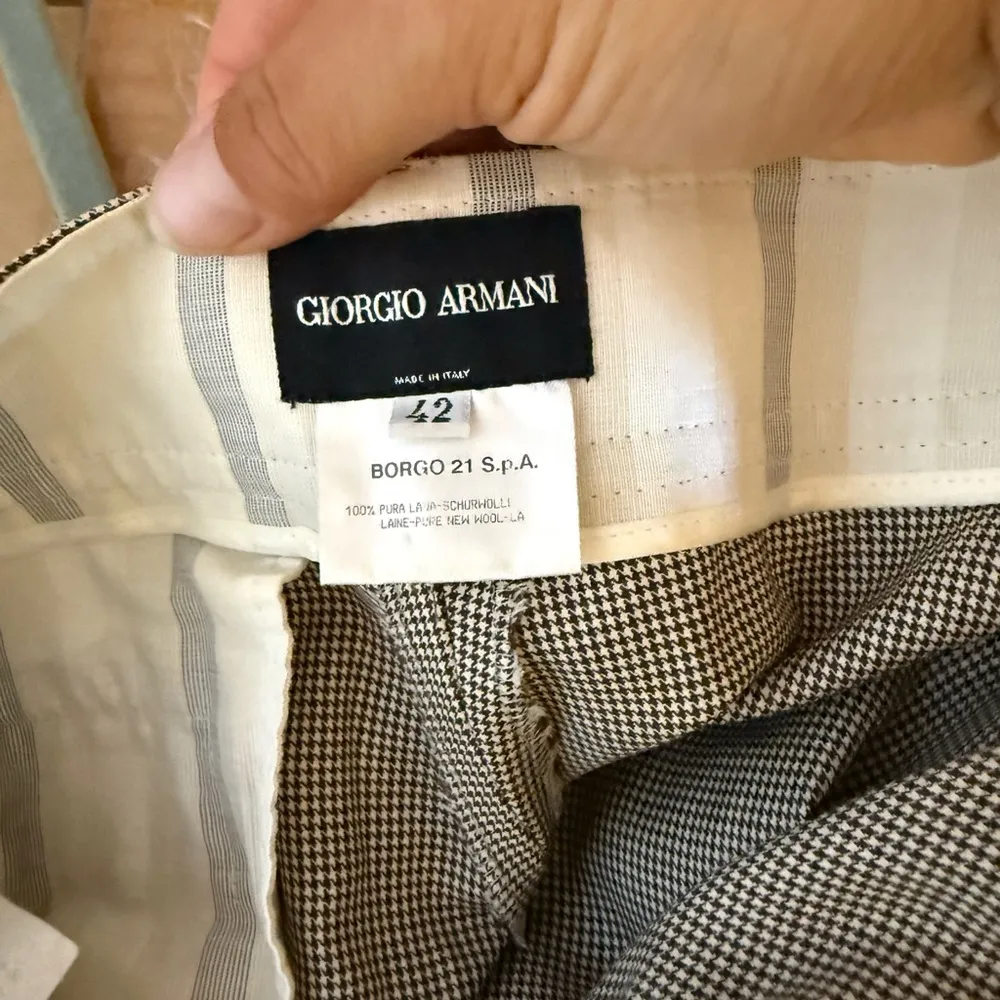 GIORGIO ARMANI
MADE IN ITALY
42
BORGO 21 S.p.A.
100% PURA LANA-SCHURWOLLE
LAINE-PURE NEW WOOL-LA